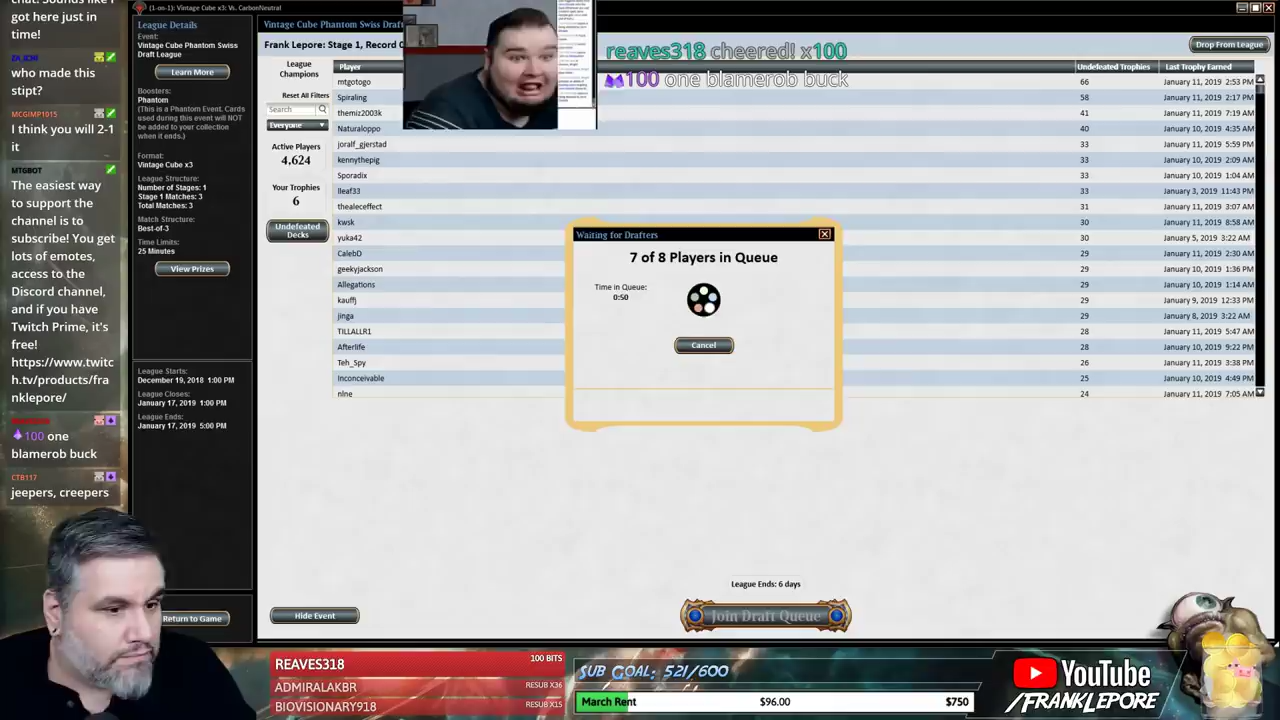 (1-on-1): Vintage Cube x3: Vs. CarbonNeutral
get you just in
time!
made this
stipt?
MCGIMP1015
I think you will 2-1
it
MTGBOT
The easiest way
to support the
channel is to
subscribe! You get
lots of emotes,
access to the
Discord channel,
and if you have
Twitch Prime, it's
free!
https://www.twitc
h.tv/products/fra
nklepore/
100 one
blamerob buck
CTB117
jeepers, creepers
League Details
Event:
Vintage Cube Phantom Swiss
Draft League
Learn More
Boosters:
Phantom
(This is a Phantom Event. Cards
used during this event will NOT
be added to your collection
when it ends.)
Format:
Vintage Cube x3
League Structure:
Number of Stages: 1
Stage 1 Matches: 3
Total Matches: 3
Match Structure:
Best-of-3
Time Limits:
25 Minutes
View Prizes
League Starts:
December 19, 2018 1:00 PM
League Closes:
January 17, 2019 1:00 PM
League Ends:
January 17, 2019 5:00 PM
Return to Game
Vintage Cube Phantom Swiss Draft
Frank Lepore: Stage 1, Record
Drop From League
reaves318 cheered! x1
100 one blamerob buck
League
Champions
Reset All Filters
Search
Everyone
Active Players
4,624
Your Trophies
6
Undefeated
Decks
Player Undefeated Trophies Last Trophy Earned
mtgotogo 66 January 11, 2019 2:53 PM
Spiraling 58 January 11, 2019 2:17 PM
themiz2003k 41 January 11, 2019 7:19 AM
Naturaloppo 40 January 10, 2019 4:35 AM
joralf_gjerstad 33 January 11, 2019 5:59 PM
kennythepig 33 January 10, 2019 2:09 AM
Sporadix 33 January 10, 2019 1:04 AM
lleaf33 33 January 3, 2019 11:43 PM
thealeceffect 31 January 11, 2019 3:07 AM
kwsk 30 January 11, 2019 8:58 AM
yuka42 30 January 5, 2019 3:22 AM
CalebD 29 January 11, 2019 2:30 AM
geekyjackson 29 January 10, 2019 1:36 PM
Allegations 29 January 10, 2019 1:14 AM
kauffj 29 January 9, 2019 12:33 PM
jinga 29 January 8, 2019 3:22 AM
TILLALLR1 28 January 11, 2019 5:47 AM
Afterlife 28 January 10, 2019 9:22 PM
Teh_Spy 26 January 11, 2019 3:38 PM
Inconceivable 25 January 10, 2019 4:49 PM
nlne 24 January 11, 2019 7:05 AM
Waiting for Drafters
7 of 8 Players in Queue
Time in Queue:
0:50
Cancel
League Ends: 6 days
Hide Event
Join Draft Queue
REAVES318 100 BITS
ADMIRALAKBR RESUB X36
BIOVISIONARY918 RESUB X15
SUB GOAL: 521/600
March Rent $96.00 $750
YouTube
/FRANKLEPORE